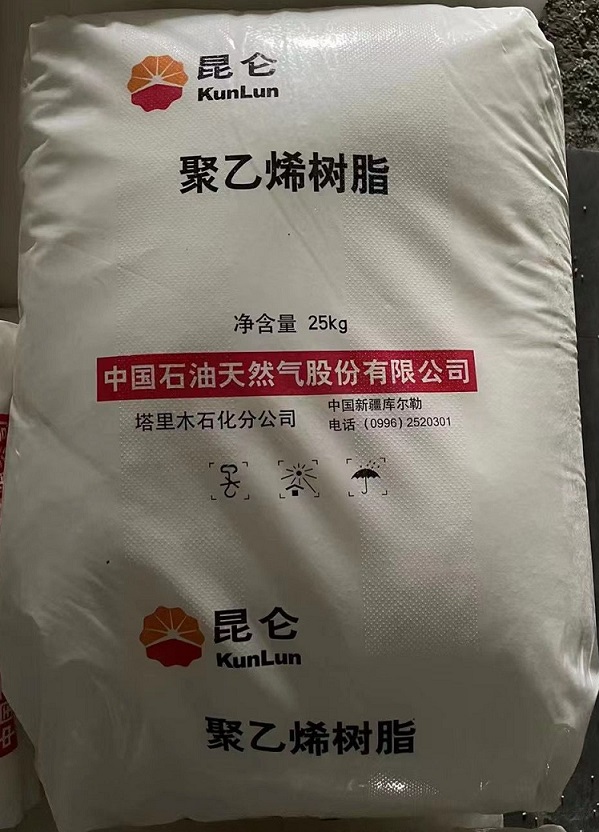 昆仑
KunLun
聚乙烯树脂
净含量 25kg
中国石油天然气股份有限公司
塔里木石化分公司
中国新疆库尔勒
电话 (0996) 2520301
昆仑
KunLun
聚乙烯树脂